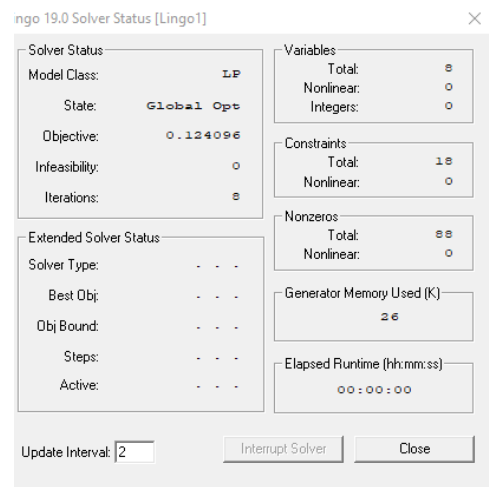 ingo 19.0 Solver Status [Lingo1]
Solver Status
Model Class: LP
State: Global Opt
Objective: 0.124096
Infeasibility: 0
Iterations: 8
Extended Solver Status
Solver Type: . . .
Best Obj: . . .
Obj Bound: . . .
Steps: . . .
Active: . . .
Variables
Total: 8
Nonlinear: 0
Integers: 0
Constraints
Total: 18
Nonlinear: 0
Nonzeros
Total: 88
Nonlinear: 0
Generator Memory Used (K)
26
Elapsed Runtime (hh:mm:ss)
00:00:00
Update Interval: 2
Interrupt Solver
Close